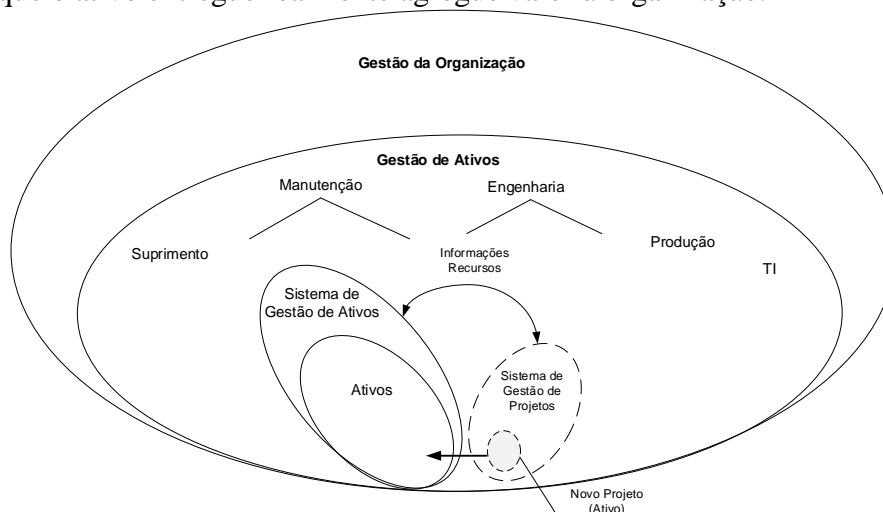 Gestão da Organização
Gestão de Ativos
Manutenção
Engenharia
Suprimento
Informações
Recursos
Produção
TI
Sistema de
Gestão de Ativos
Ativos
Sistema de
Gestão de
Projetos
Novo Projeto
(Ativo)